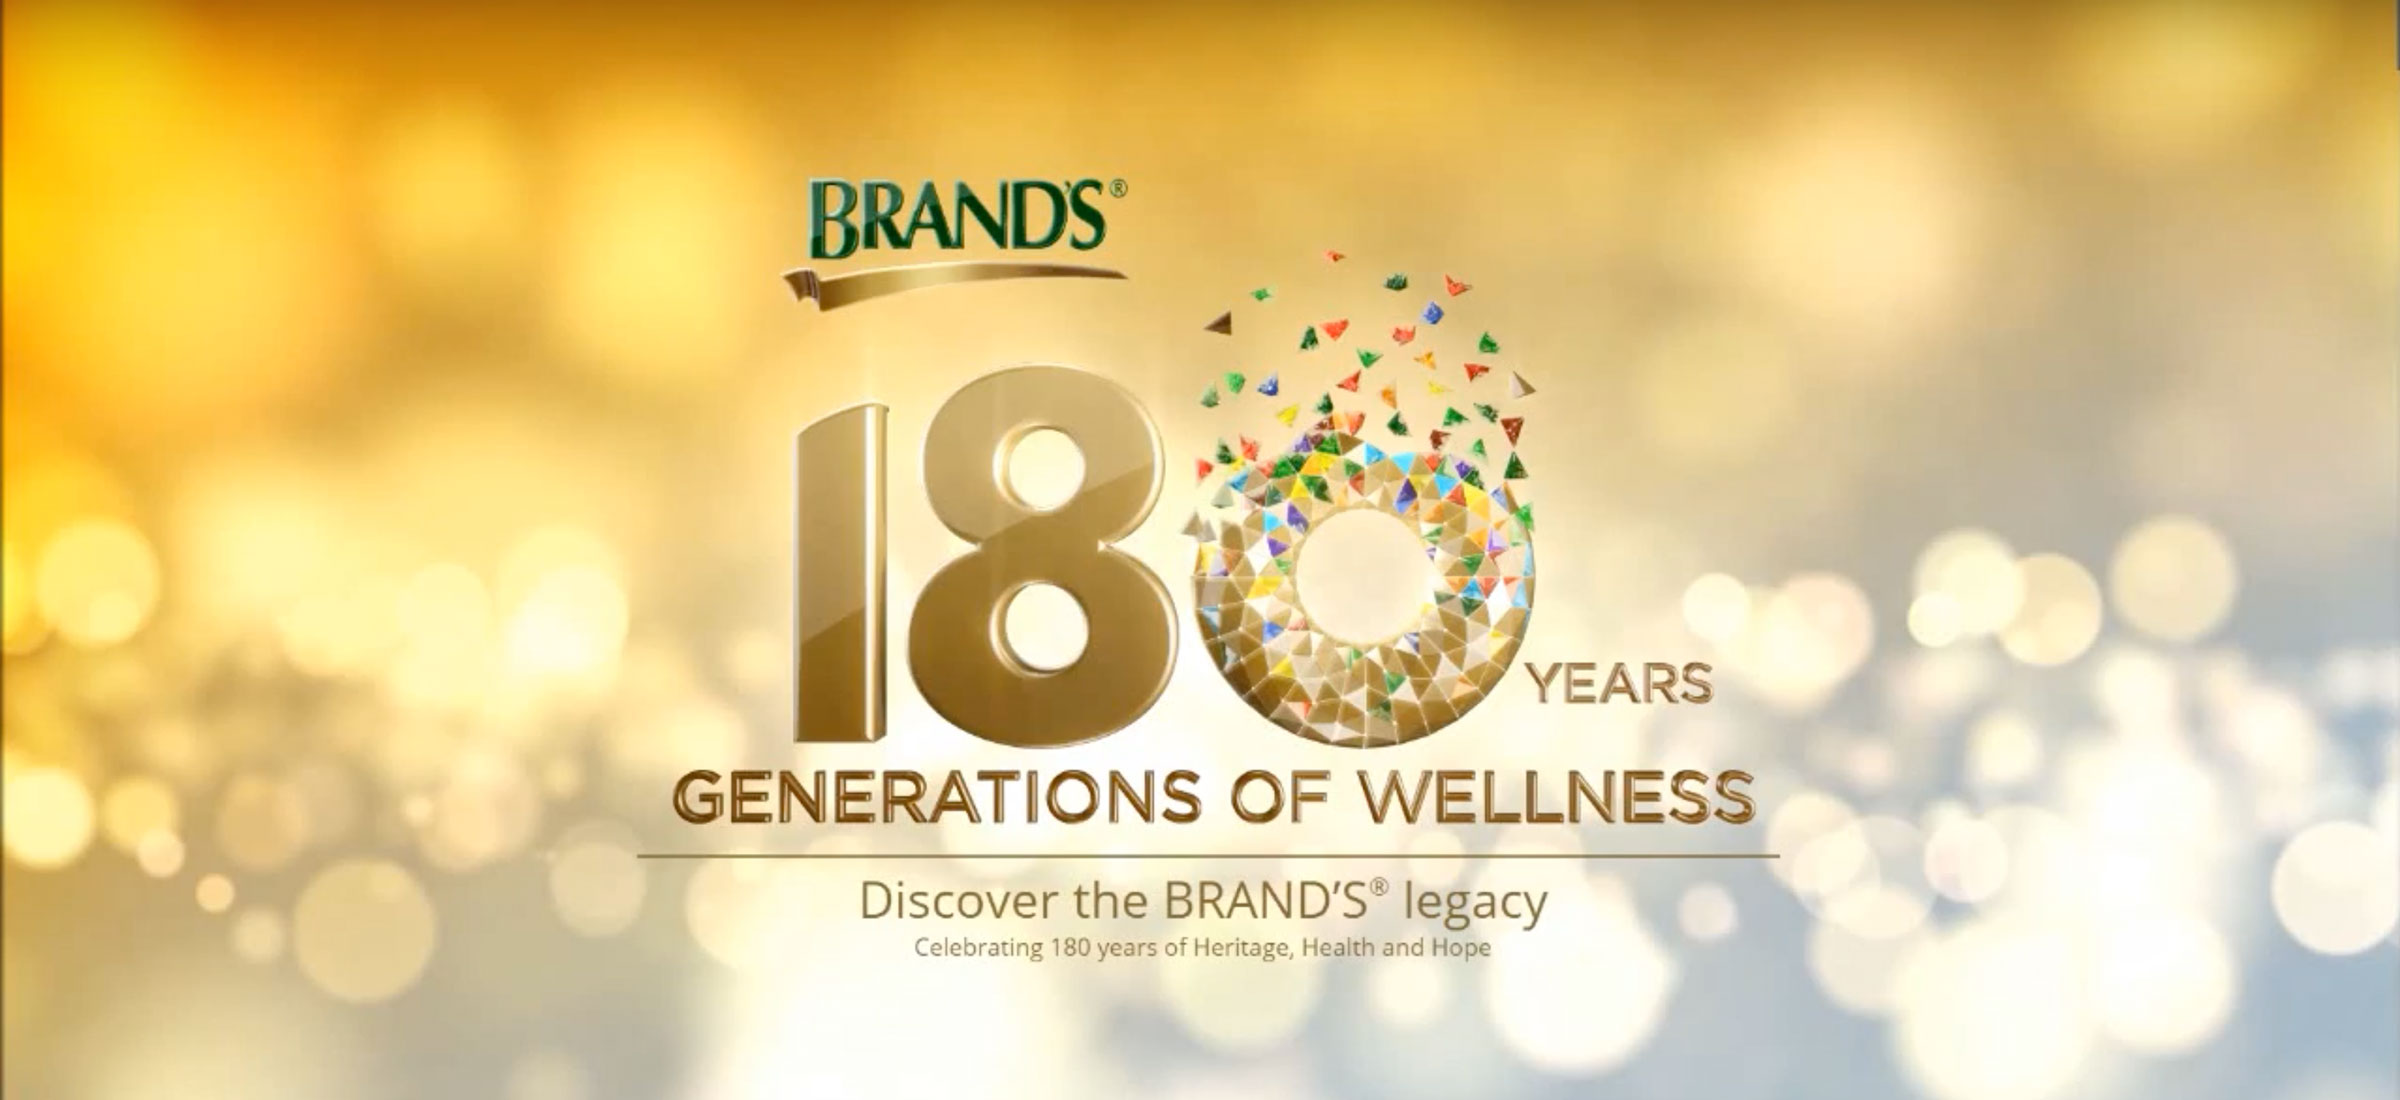 BRAND'S®
180
YEARS
GENERATIONS OF WELLNESS
Discover the BRAND'S® legacy
Celebrating 180 years of Heritage, Health and Hope